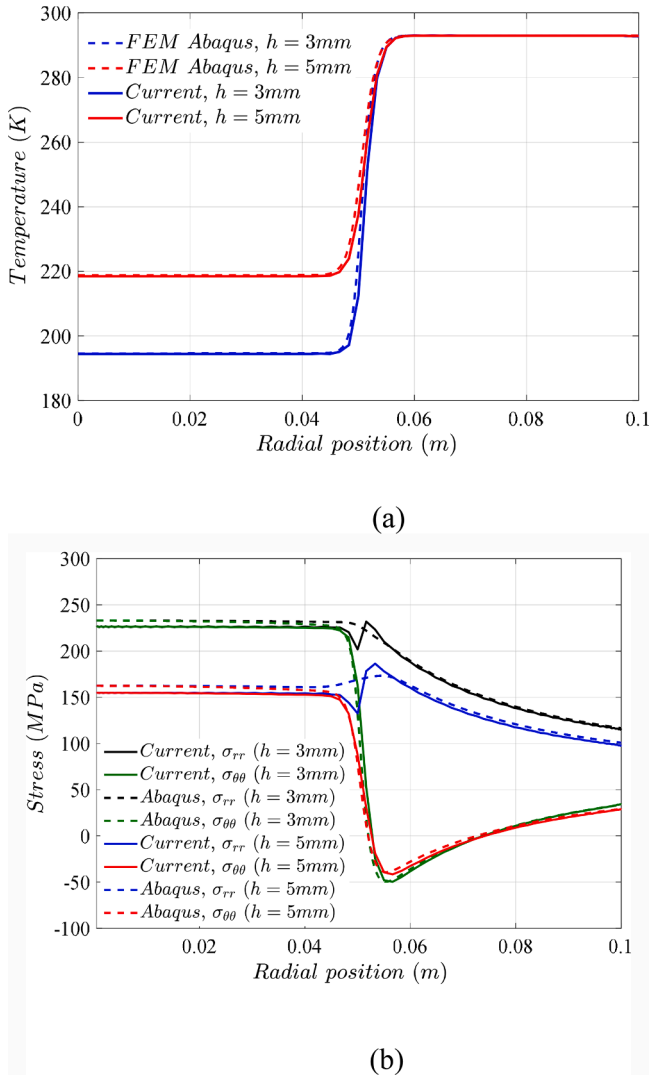 300
280
260
240
220
200
180
Temperature (K)
FEM Abaqus, h = 3mm
FEM Abaqus, h = 5mm
Current, h = 3mm
Current, h = 5mm
0
0.02
0.04
0.06
0.08
0.1
Radial position (m)
(a)
300
250
200
150
100
50
0
-50
-100
Stress (MPa)
Current, σrr (h = 3mm)
Current, σθθ (h = 3mm)
Abaqus, σrr (h = 3mm)
Abaqus, σθθ (h = 3mm)
Current, σrr (h = 5mm)
Current, σθθ (h = 5mm)
Abaqus, σrr (h = 5mm)
Abaqus, σθθ (h = 5mm)
0.02
0.04
0.06
0.08
0.1
Radial position (m)
(b)